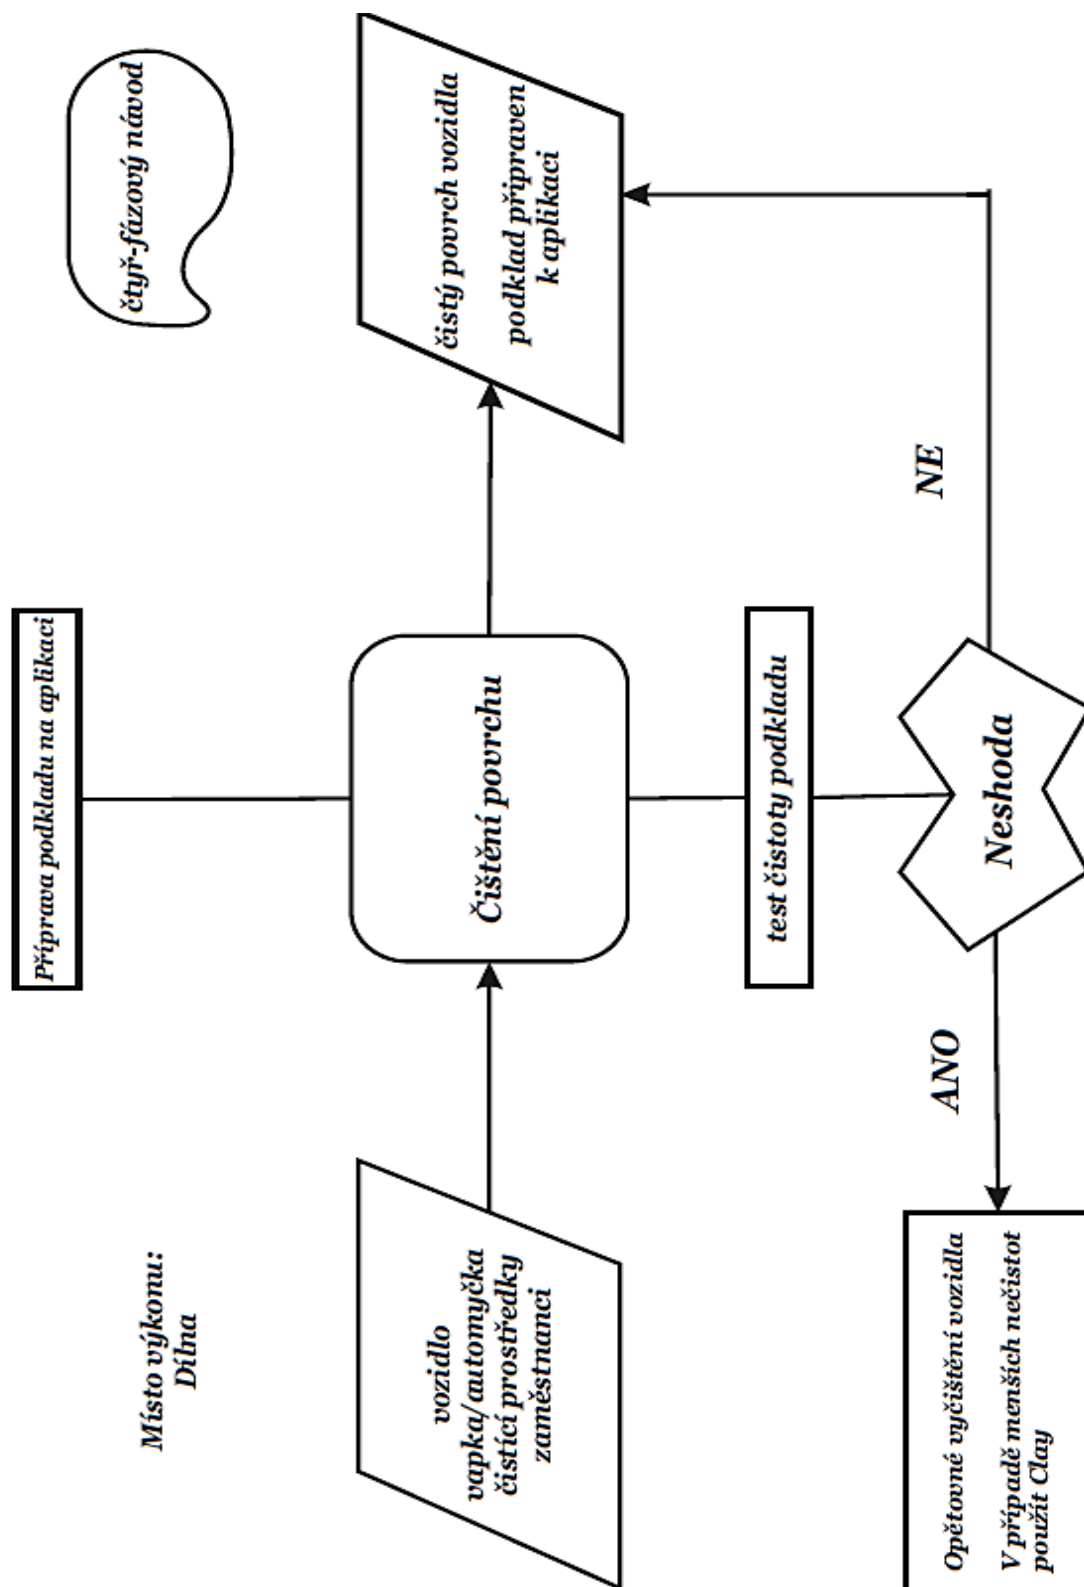 Příprava podkladu na aplikaci
čtyř-fázový návod
Místo výkonu:
Dílna
vozidlo
vapka/automyčka
čistící prostředky
zaměstnanci
Čištění povrchu
čistý povrch vozidla
podklad připraven
k aplikaci
test čistoty podkladu
ANO
Neshoda
NE
Opětovné vyčištění vozidla
V případě menších nečistot
použít Clay